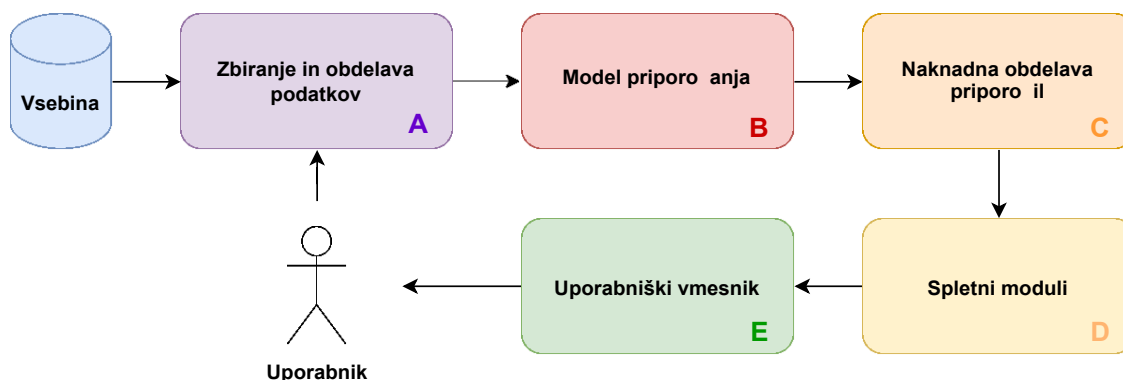 Vsebina
Zbiranje in obdelava
podatkov
A
Model priporo anja
B
Naknadna obdelava
priporo il
C
Spletni moduli
D
Uporabniški vmesnik
E
Uporabnik